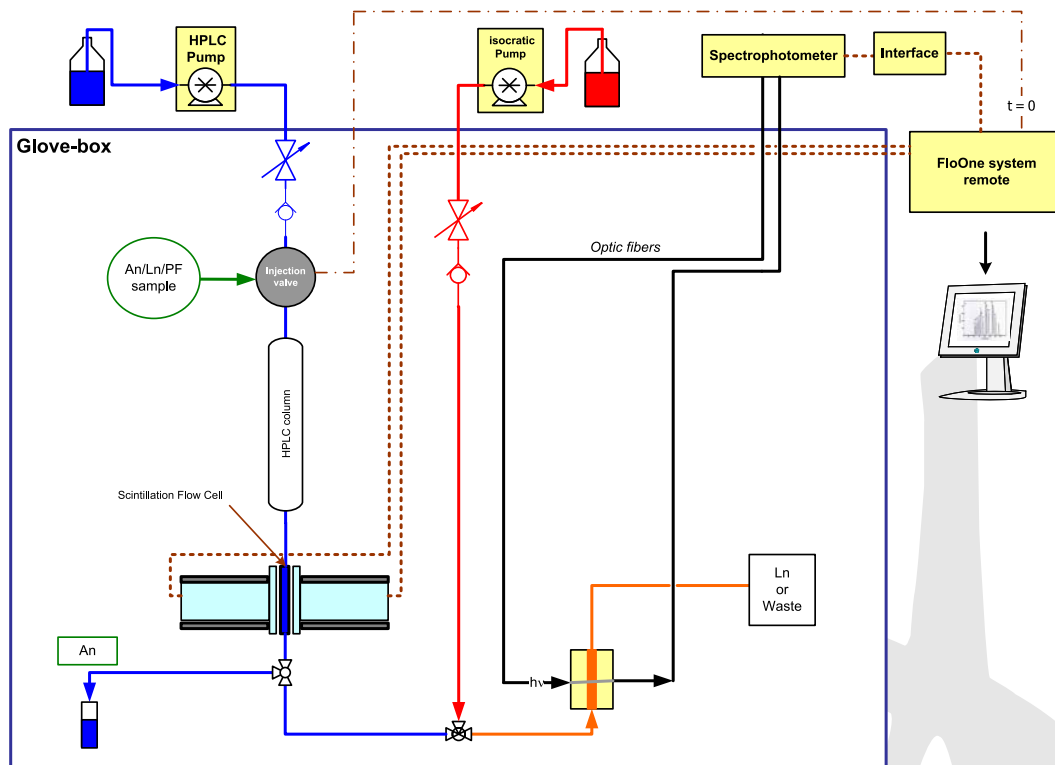 HPLC
Pump
isocratic
Pump
Spectrophotometer
Interface
t = 0
Glove-box
FloOne system
remote
Optic fibers
An/Ln/PF
sample
Injection
valve
HPLC column
Scintillation Flow Cell
Ln
or
Waste
An
hν